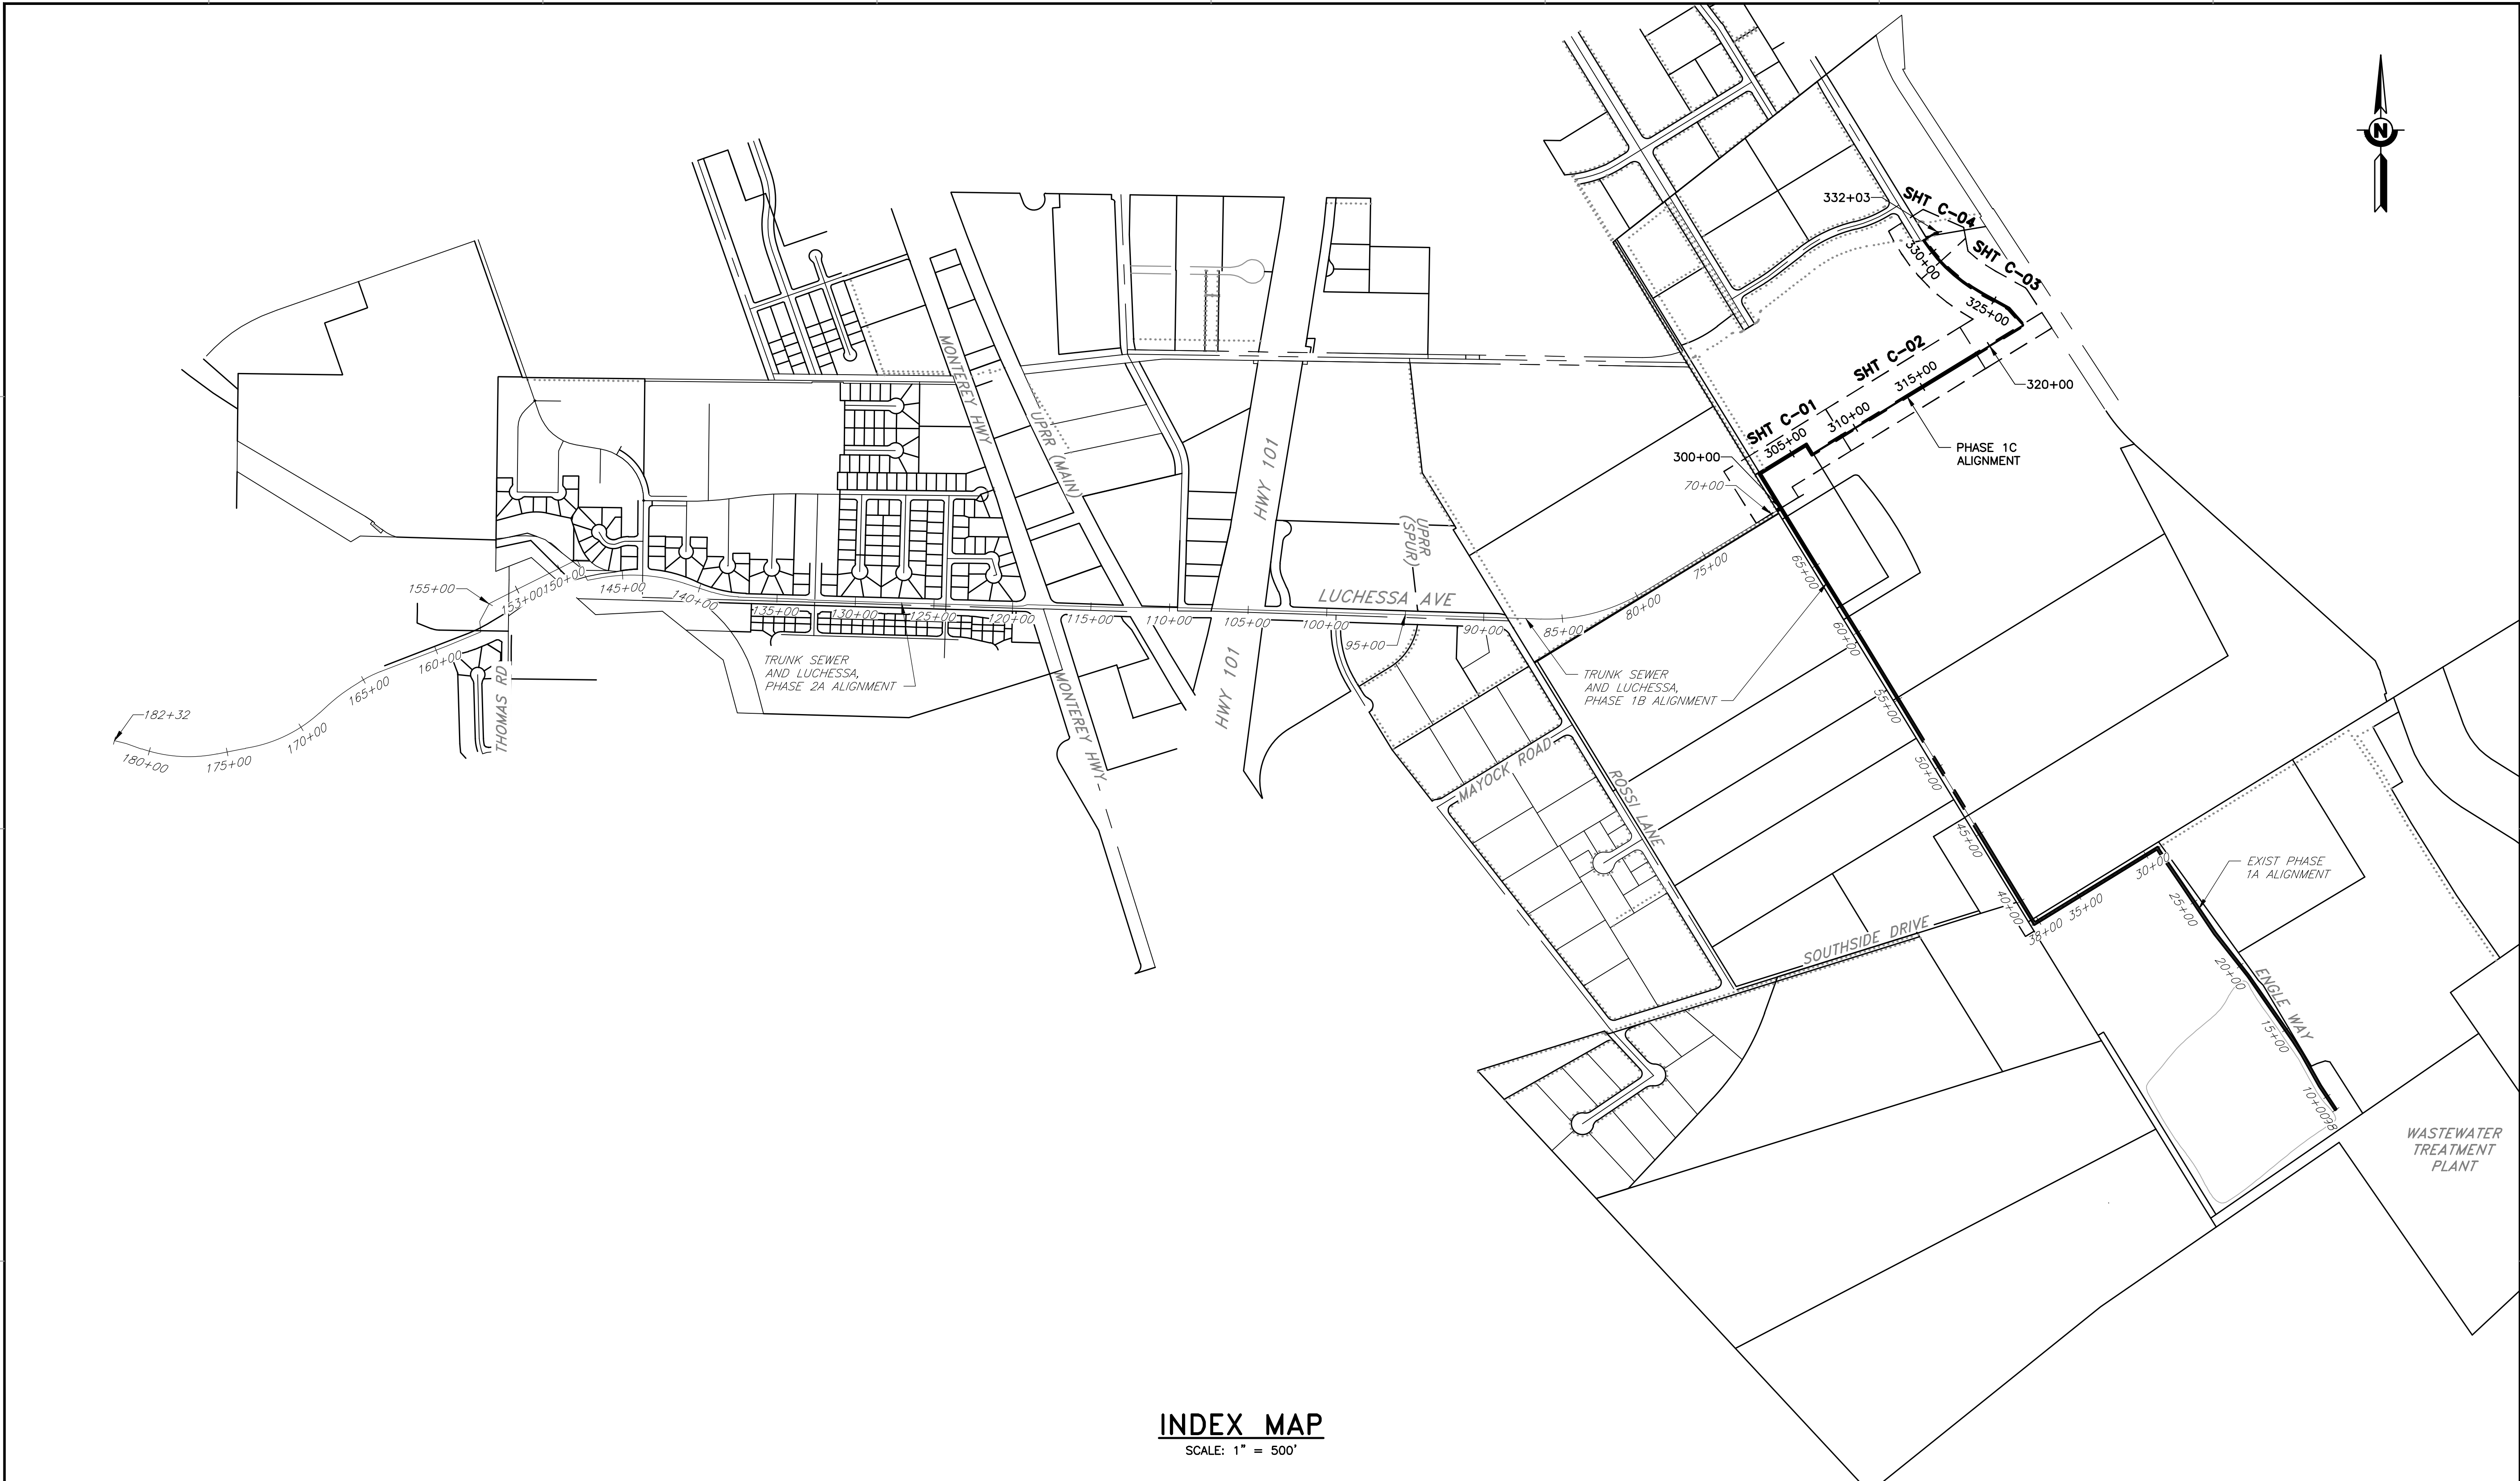 N
332+03
SHT C-04
SHT C-03
330+00
325+00
SHT C-02
320+00
315+00
SHT C-01
310+00
305+00
300+00
PHASE 1C
ALIGNMENT
70+00
75+00
65+00
80+00
60+00
85+00
55+00
50+00
45+00
40+00
38+00
35+00
30+00
EXIST PHASE
1A ALIGNMENT
25+00
20+00
15+00
ENGLE WAY
WASTEWATER
TREATMENT
PLANT
MONTEREY HWY
UPRR (MAIN)
HWY 101
UPRR
(SPUR)
LUCHESSA AVE
90+00
95+00
100+00
105+00
110+00
115+00
120+00
125+00
130+00
135+00
140+00
145+00
150+00
153+00
155+00
160+00
165+00
170+00
175+00
180+00
182+32
THOMAS RD
TRUNK SEWER
AND LUCHESSA,
PHASE 2A ALIGNMENT
MONTEREY HWY
HWY 101
TRUNK SEWER
AND LUCHESSA,
PHASE 1B ALIGNMENT
MAYOCK ROAD
ROSSI LANE
SOUTHSIDE DRIVE
INDEX MAP
SCALE: 1" = 500'